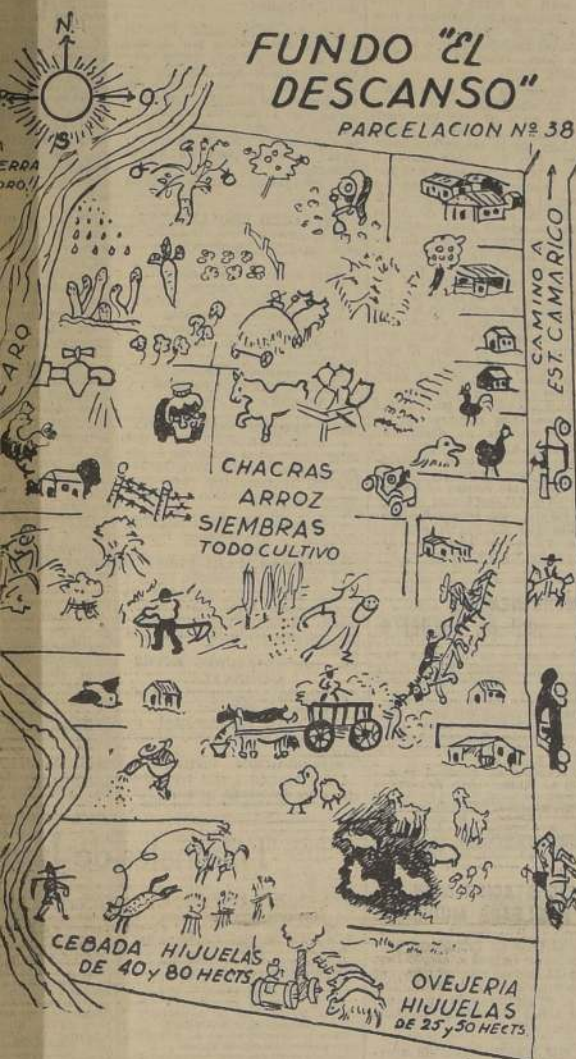 FUNDO "EL
DESCANSO"
PARCELACION Nº 38
N.
O.
S
CAMINO A
EST. CAMARICO
CHACRAS
ARROZ
SIEMBRAS
TODO CULTIVO
CEBADA HIJUELAS
DE 40 y 80 HECTS
OVEJERIA
HIJUELAS
DE 25 y 50 HECTS.